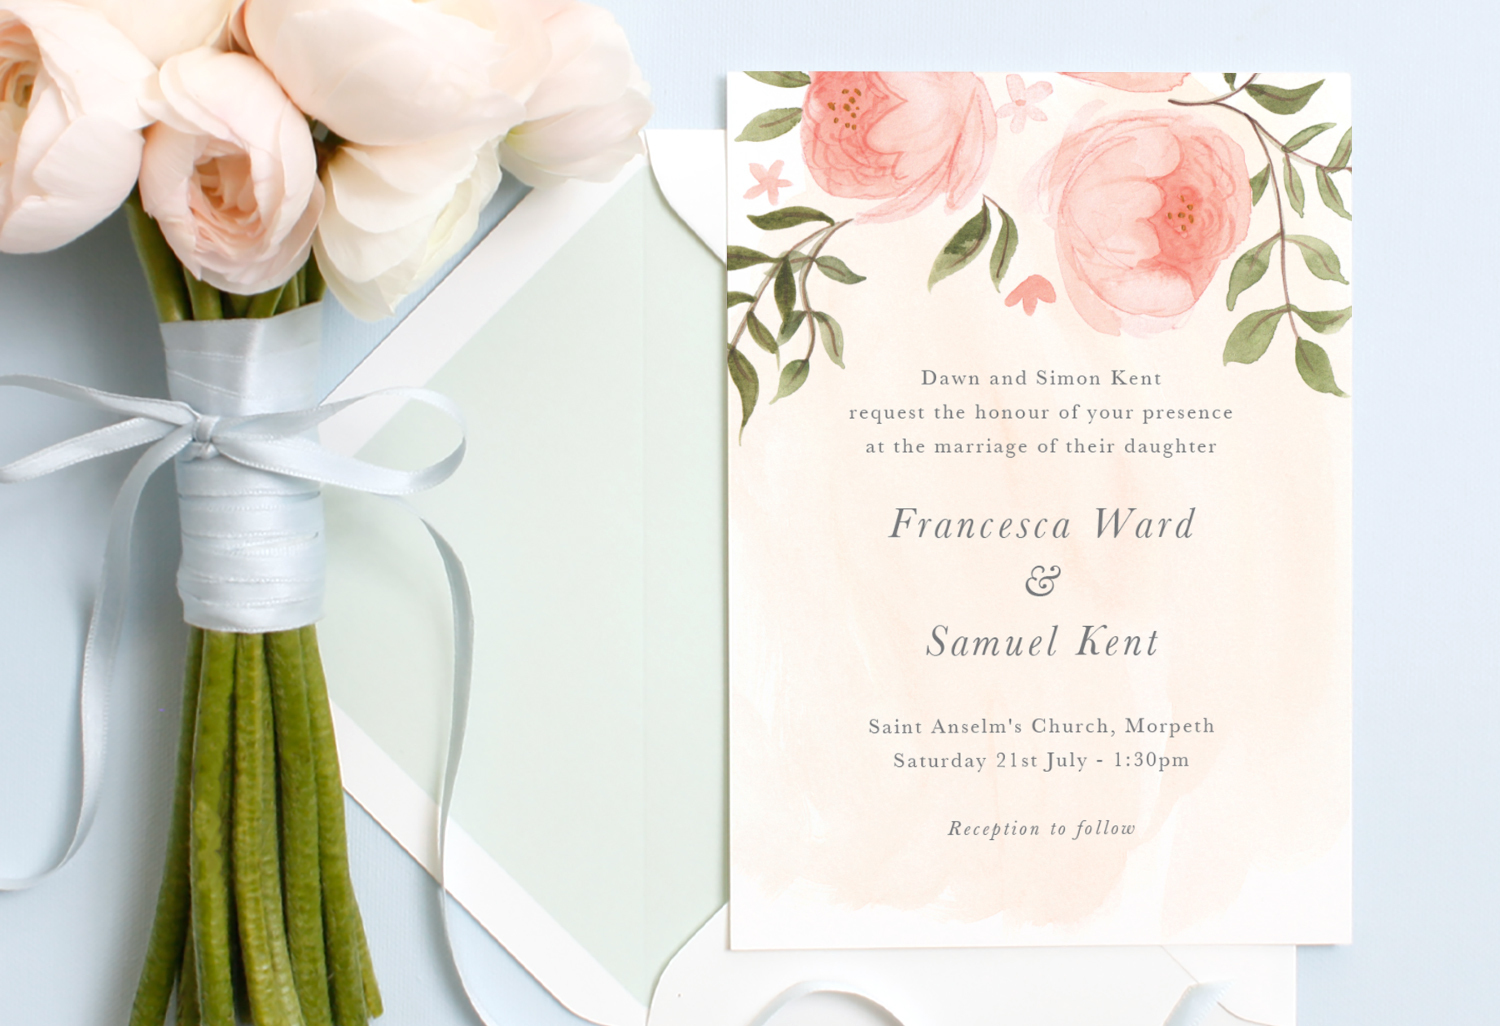 Dawn and Simon Kent
request the honour of your presence
at the marriage of their daughter
Francesca Ward
&
Samuel Kent
Saint Anselm's Church, Morpeth
Saturday 21st July - 1:30pm
Reception to follow